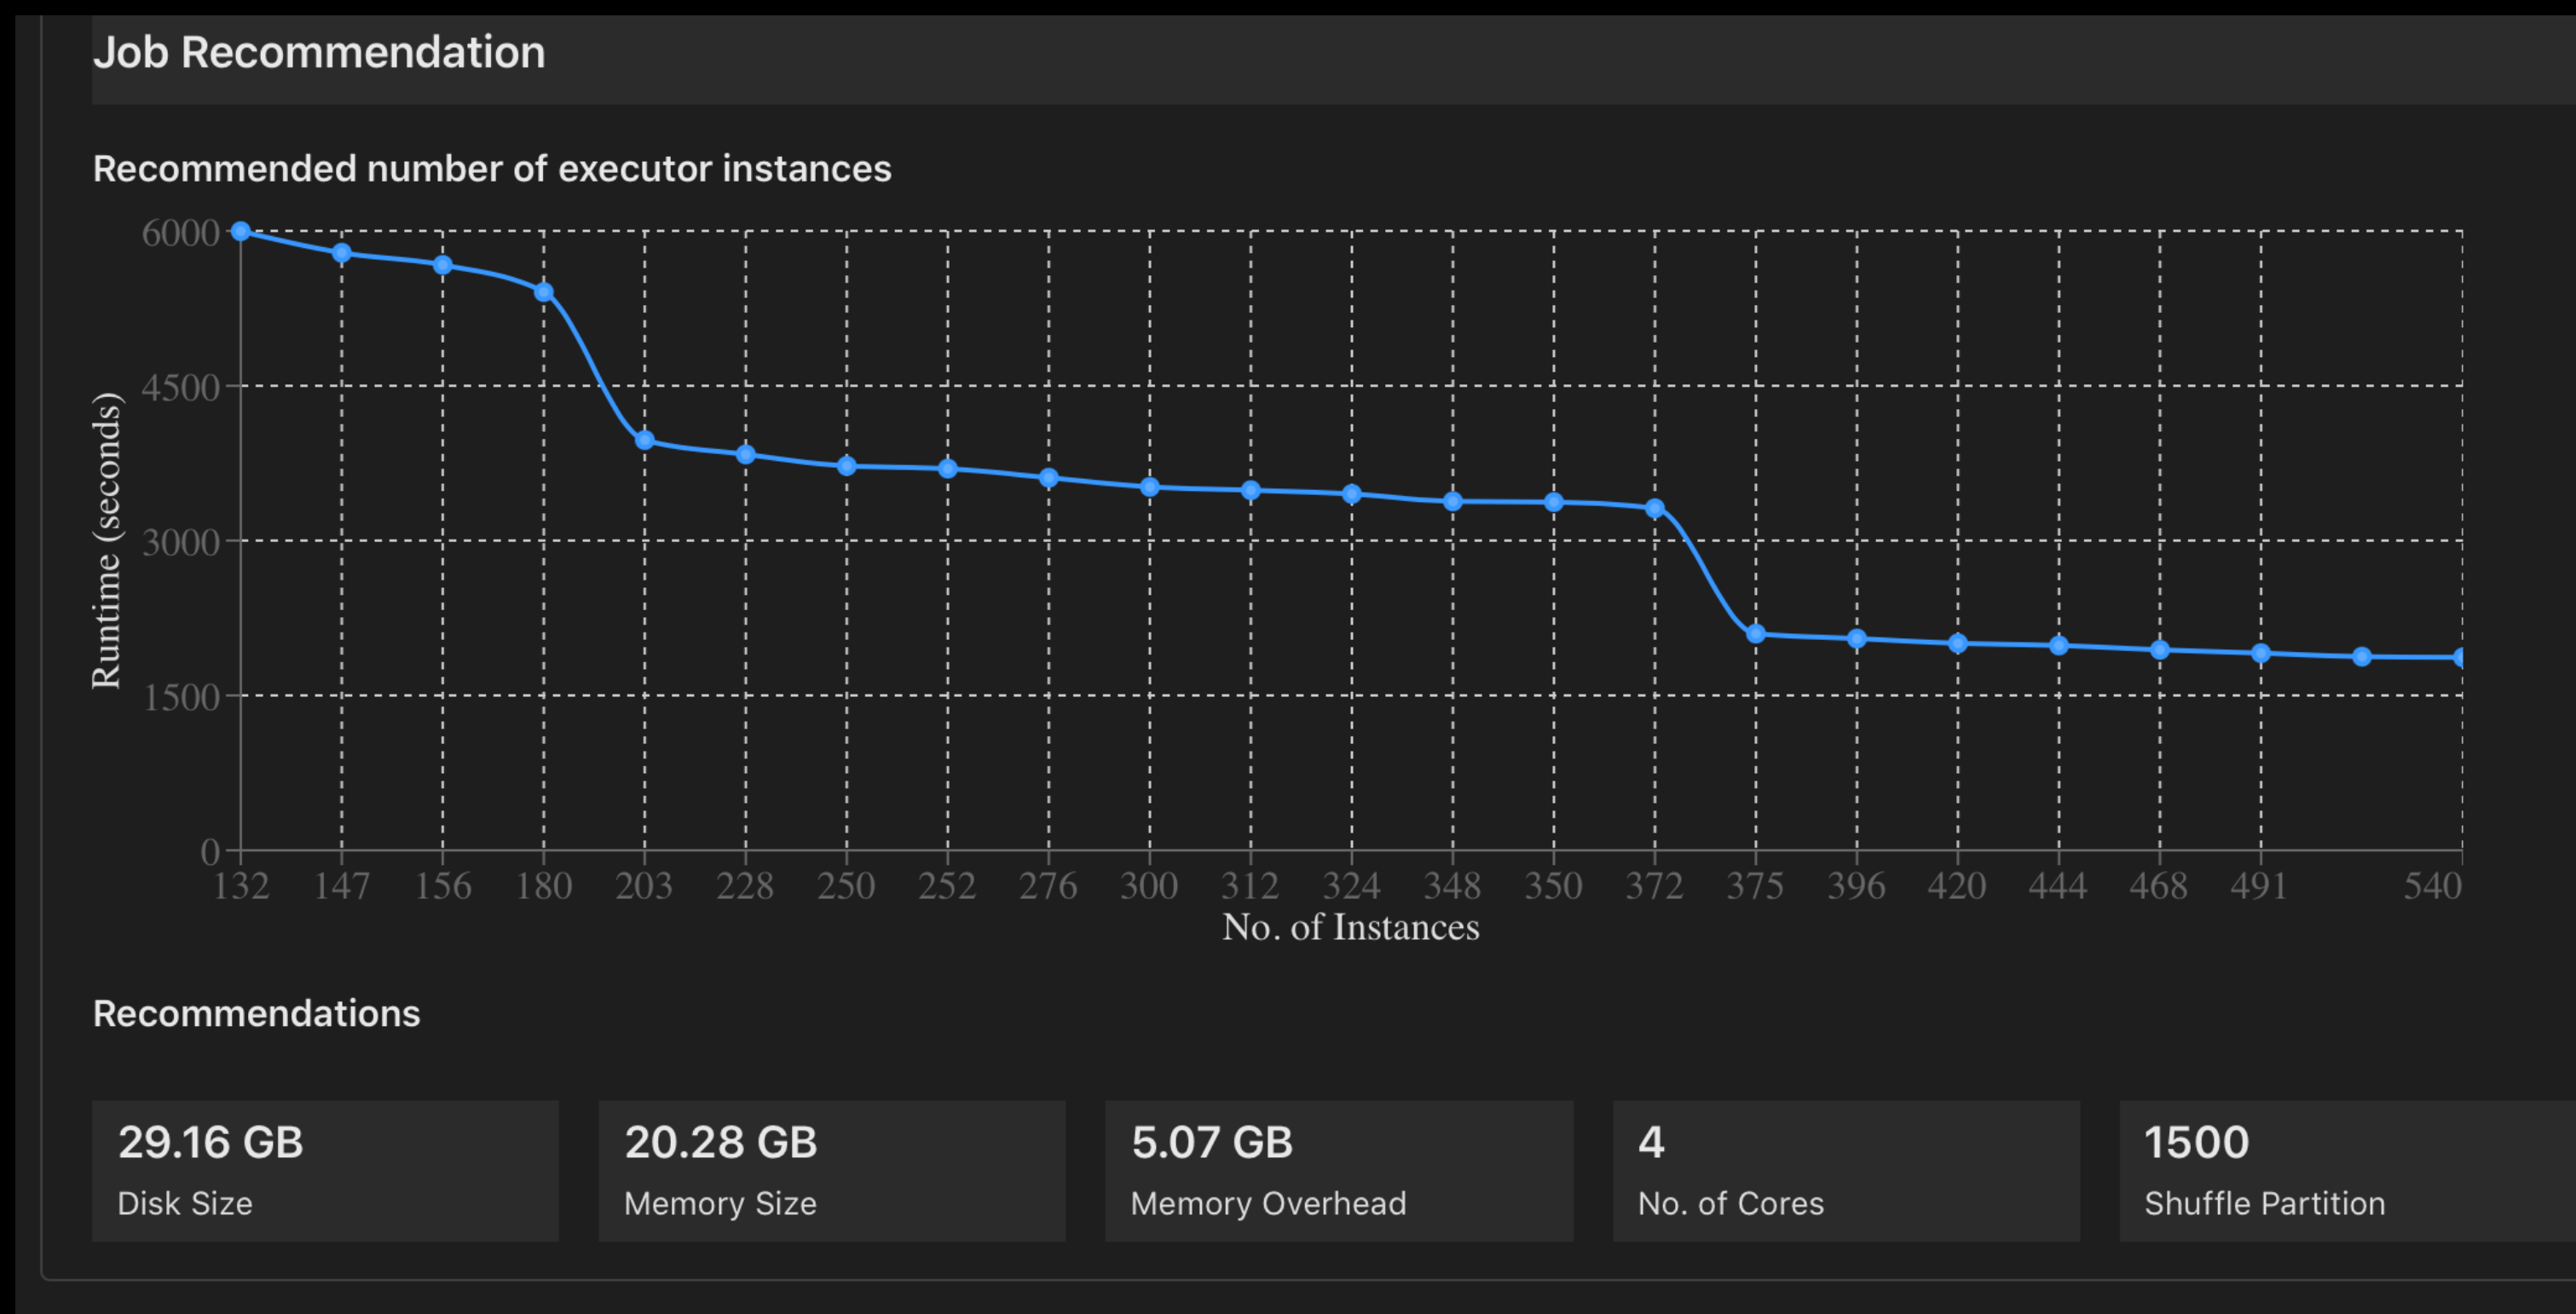 Job Recommendation
Recommended number of executor instances
6000
4500
3000
1500
0
Runtime (seconds)
132 147 156 180 203 228 250 252 276 300 312 324 348 350 372 375 396 420 444 468 491 540
No. of Instances
Recommendations
29.16 GB 20.28 GB 5.07 GB 4 1500
Disk Size Memory Size Memory Overhead No. of Cores Shuffle Partition